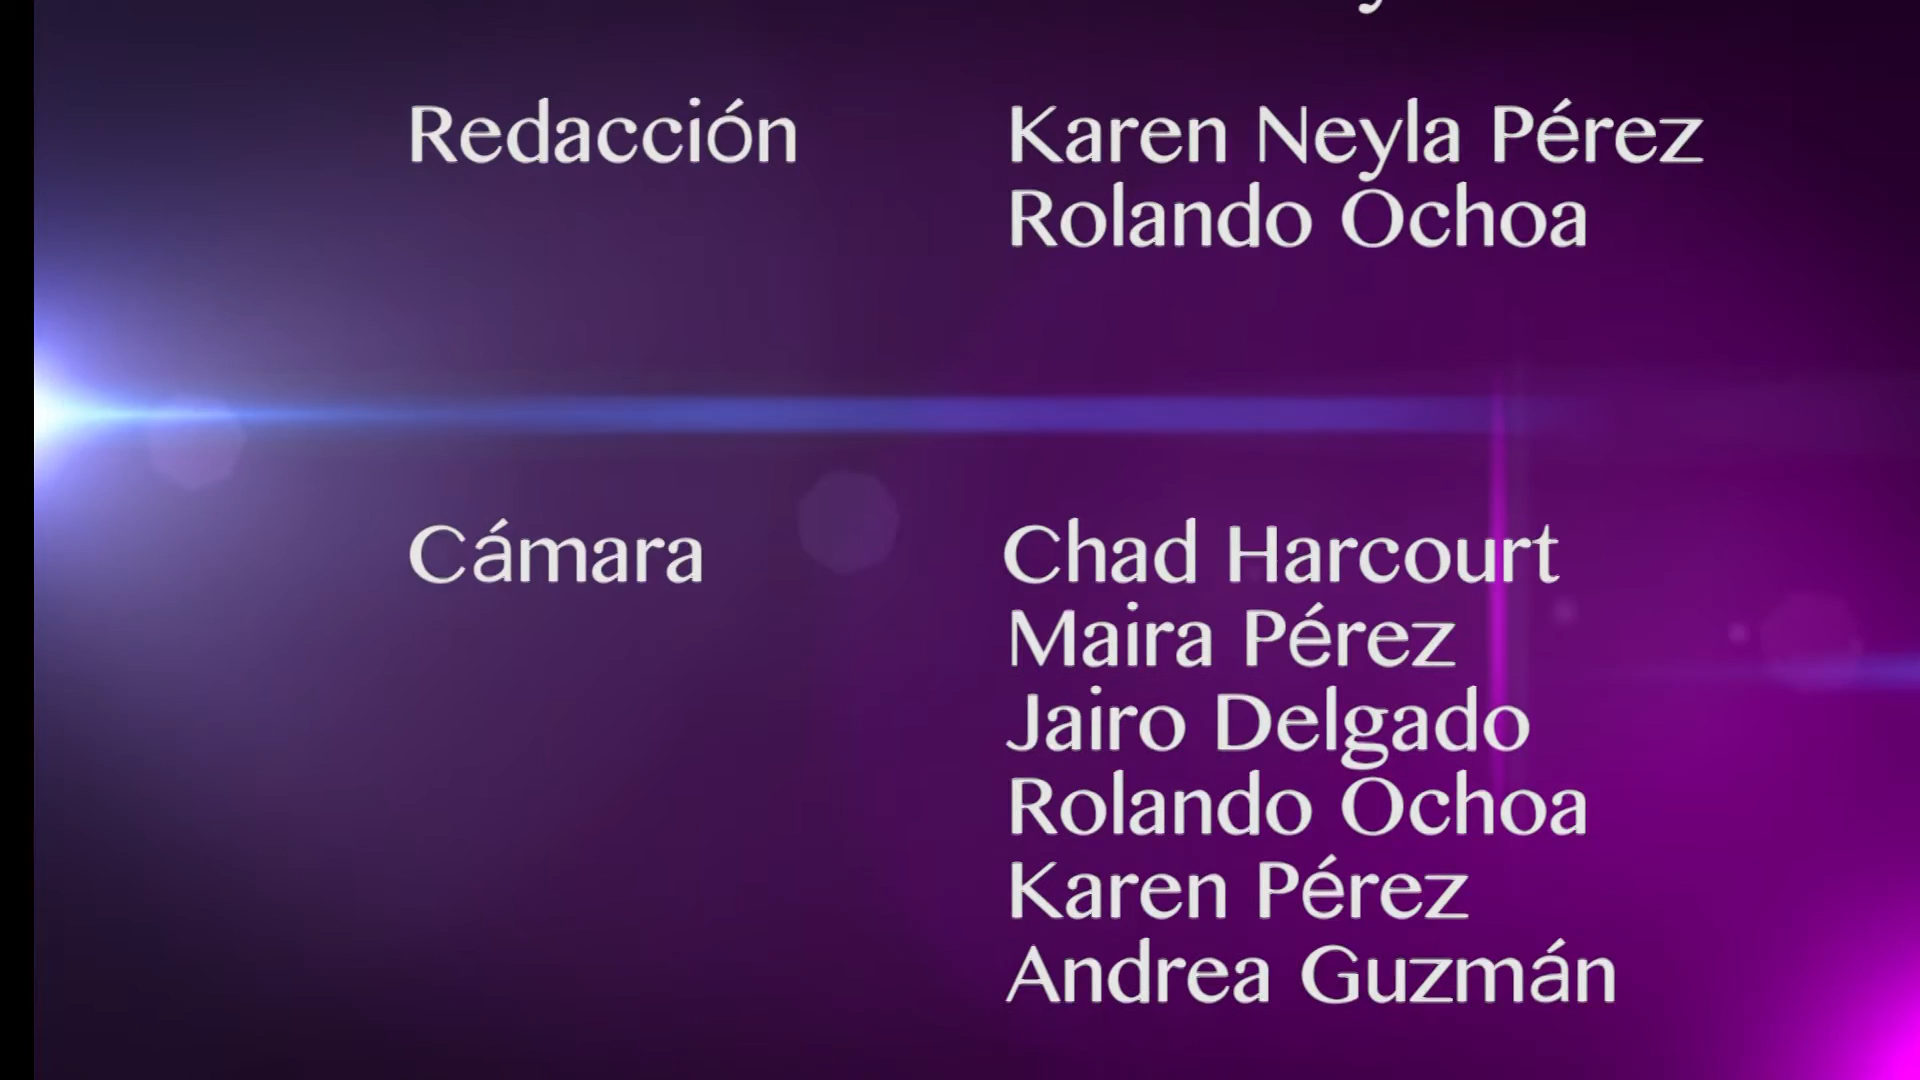 Redacción Karen Neyla Pérez
Rolando Ochoa
Cámara Chad Harcourt
Maira Pérez
Jairo Delgado
Rolando Ochoa
Karen Pérez
Andrea Guzmán